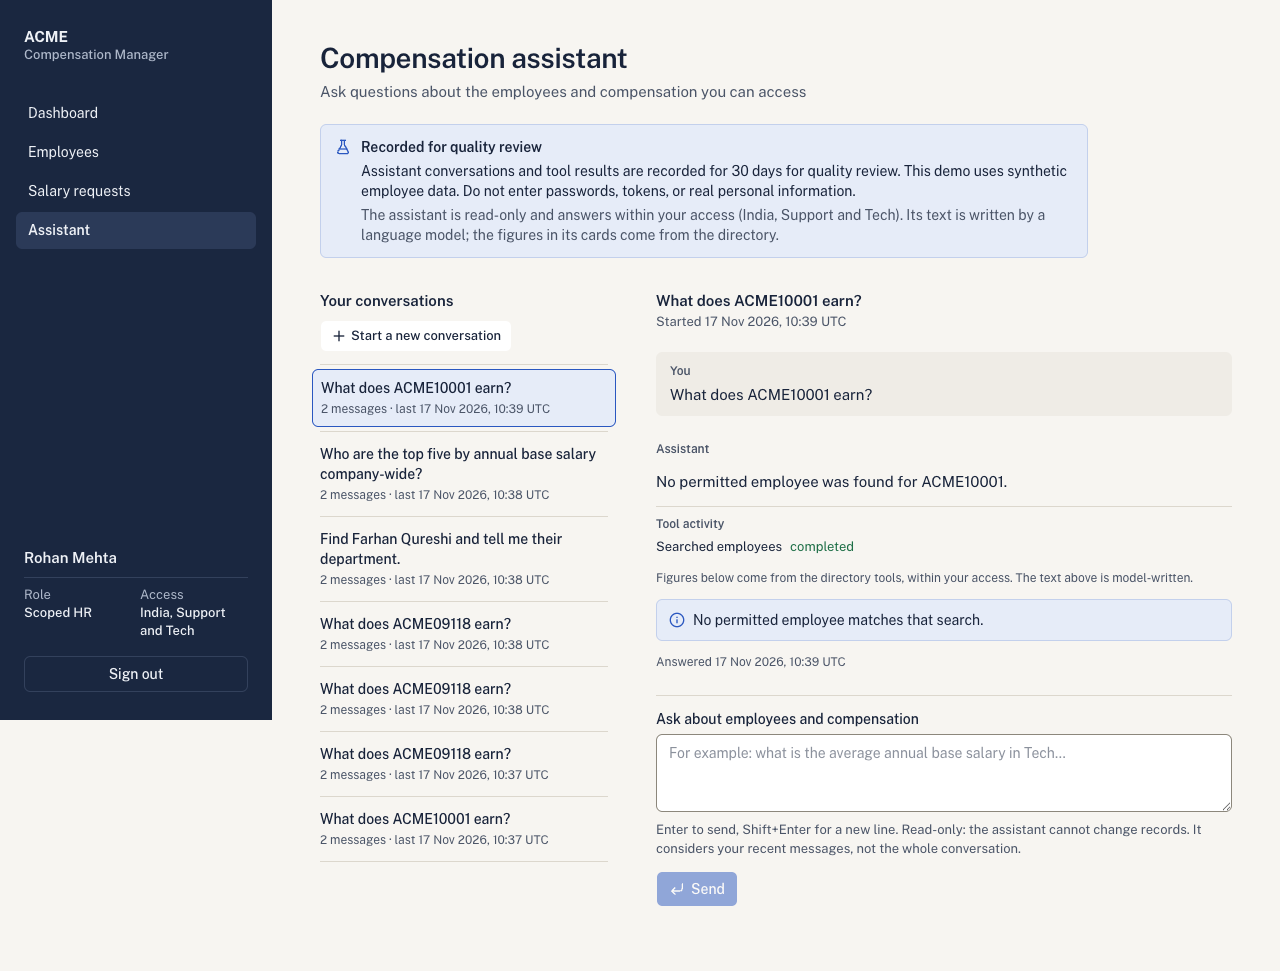 ACME
Compensation Manager
Dashboard
Employees
Salary requests
Assistant
Rohan Mehta
Role
Scoped HR
Access
India, Support
and Tech
Sign out
Compensation assistant
Ask questions about the employees and compensation you can access
Recorded for quality review
Assistant conversations and tool results are recorded for 30 days for quality review. This demo uses synthetic
employee data. Do not enter passwords, tokens, or real personal information.
The assistant is read-only and answers within your access (India, Support and Tech). Its text is written by a
language model; the figures in its cards come from the directory.
Your conversations
Start a new conversation
What does ACME10001 earn?
2 messages · last 17 Nov 2026, 10:39 UTC
Who are the top five by annual base salary
company-wide?
2 messages · last 17 Nov 2026, 10:38 UTC
Find Farhan Qureshi and tell me their
department.
2 messages · last 17 Nov 2026, 10:38 UTC
What does ACME09118 earn?
2 messages · last 17 Nov 2026, 10:38 UTC
What does ACME09118 earn?
2 messages · last 17 Nov 2026, 10:38 UTC
What does ACME09118 earn?
2 messages · last 17 Nov 2026, 10:37 UTC
What does ACME10001 earn?
2 messages · last 17 Nov 2026, 10:37 UTC
What does ACME10001 earn?
Started 17 Nov 2026, 10:39 UTC
You
What does ACME10001 earn?
Assistant
No permitted employee was found for ACME10001.
Tool activity
Searched employees completed
Figures below come from the directory tools, within your access. The text above is model-written.
No permitted employee matches that search.
Answered 17 Nov 2026, 10:39 UTC
Ask about employees and compensation
For example: what is the average annual base salary in Tech…
Enter to send, Shift+Enter for a new line. Read-only: the assistant cannot change records. It
considers your recent messages, not the whole conversation.
Send